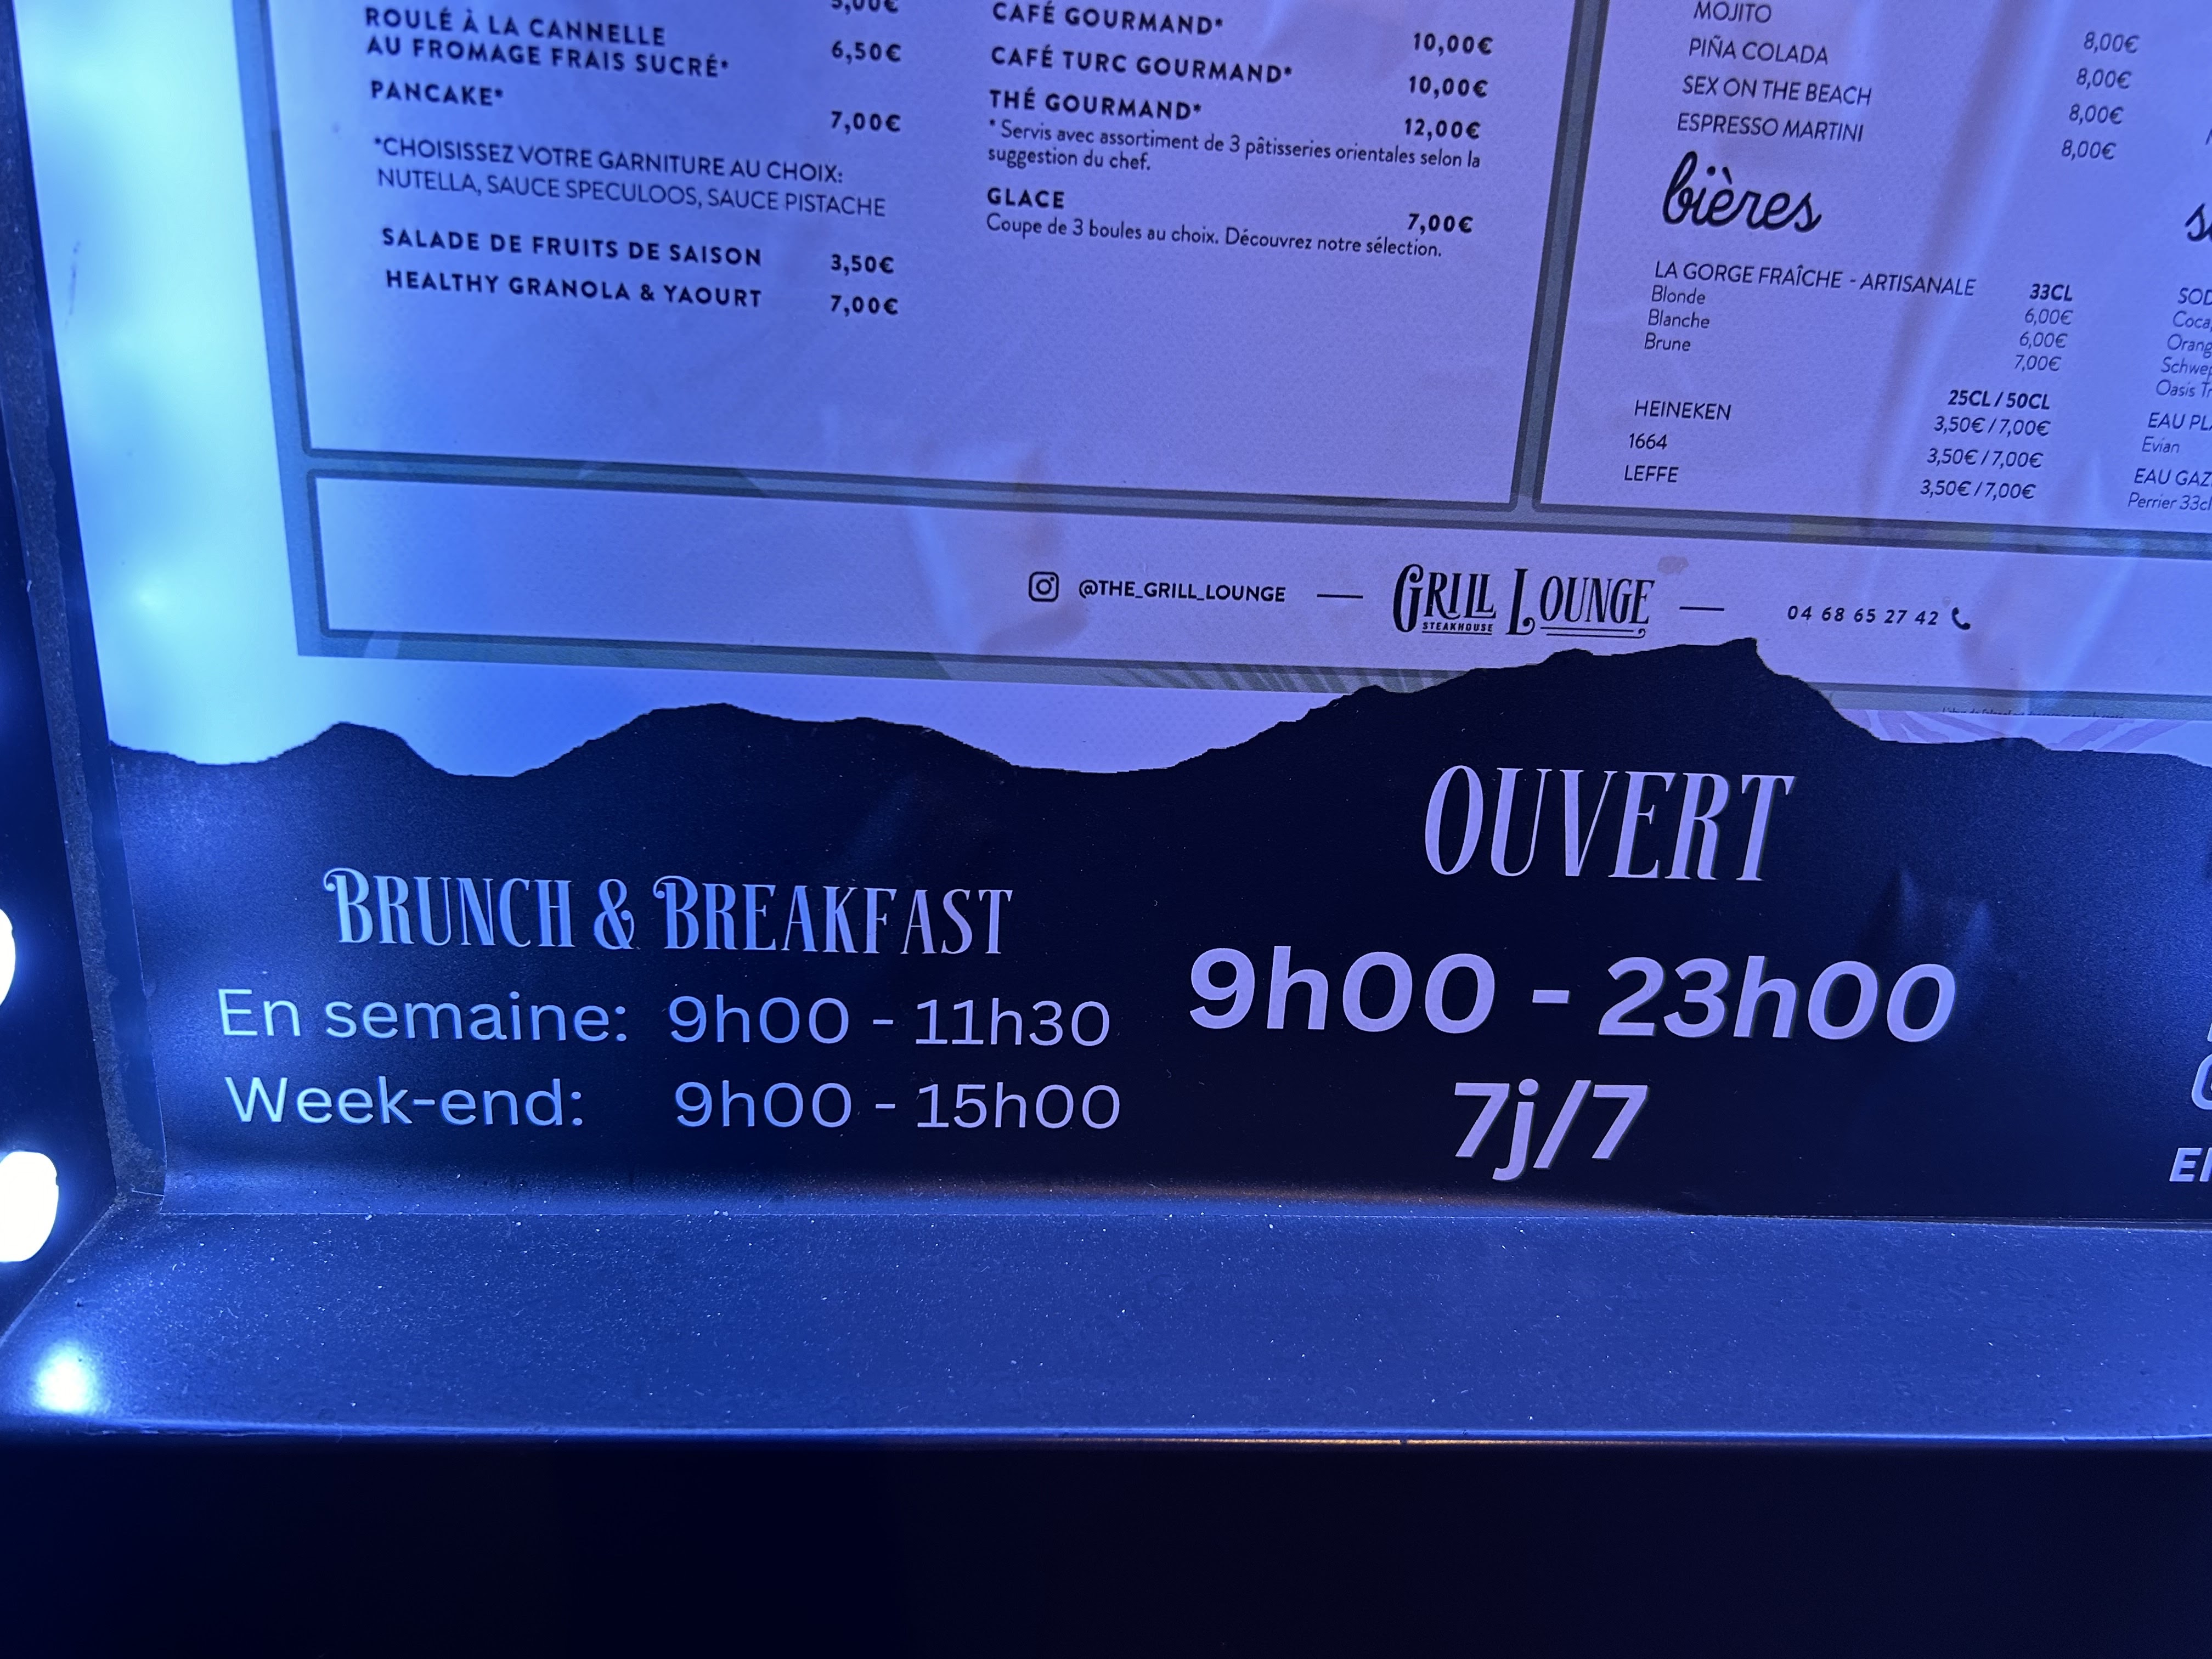 5,00€
ROULÉ À LA CANNELLE
AU FROMAGE FRAIS SUCRÉ* 6,50€
PANCAKE* 7,00€
*CHOISISSEZ VOTRE GARNITURE AU CHOIX:
NUTELLA, SAUCE SPECULOOS, SAUCE PISTACHE
SALADE DE FRUITS DE SAISON 3,50€
HEALTHY GRANOLA & YAOURT 7,00€
CAFÉ GOURMAND* 10,00€
CAFÉ TURC GOURMAND* 10,00€
THÉ GOURMAND* 12,00€
* Servis avec assortiment de 3 pâtisseries orientales selon la
suggestion du chef.
GLACE 7,00€
Coupe de 3 boules au choix. Découvrez notre sélection.
MOJITO 8,00€
PIÑA COLADA 8,00€
SEX ON THE BEACH 8,00€
ESPRESSO MARTINI 8,00€
bières
LA GORGE FRAÎCHE - ARTISANALE 33CL
Blonde 6,00€
Blanche 6,00€
Brune 7,00€
25CL / 50CL
HEINEKEN 3,50€ / 7,00€
1664 3,50€ / 7,00€
LEFFE 3,50€ / 7,00€
Evian
Perrier 33cl
@THE_GRILL_LOUNGE — GRILL LOUNGE — 04 68 65 27 42
STEAKHOUSE
BRUNCH & BREAKFAST
En semaine: 9h00 - 11h30
Week-end: 9h00 - 15h00
OUVERT
9h00 - 23h00
7j/7